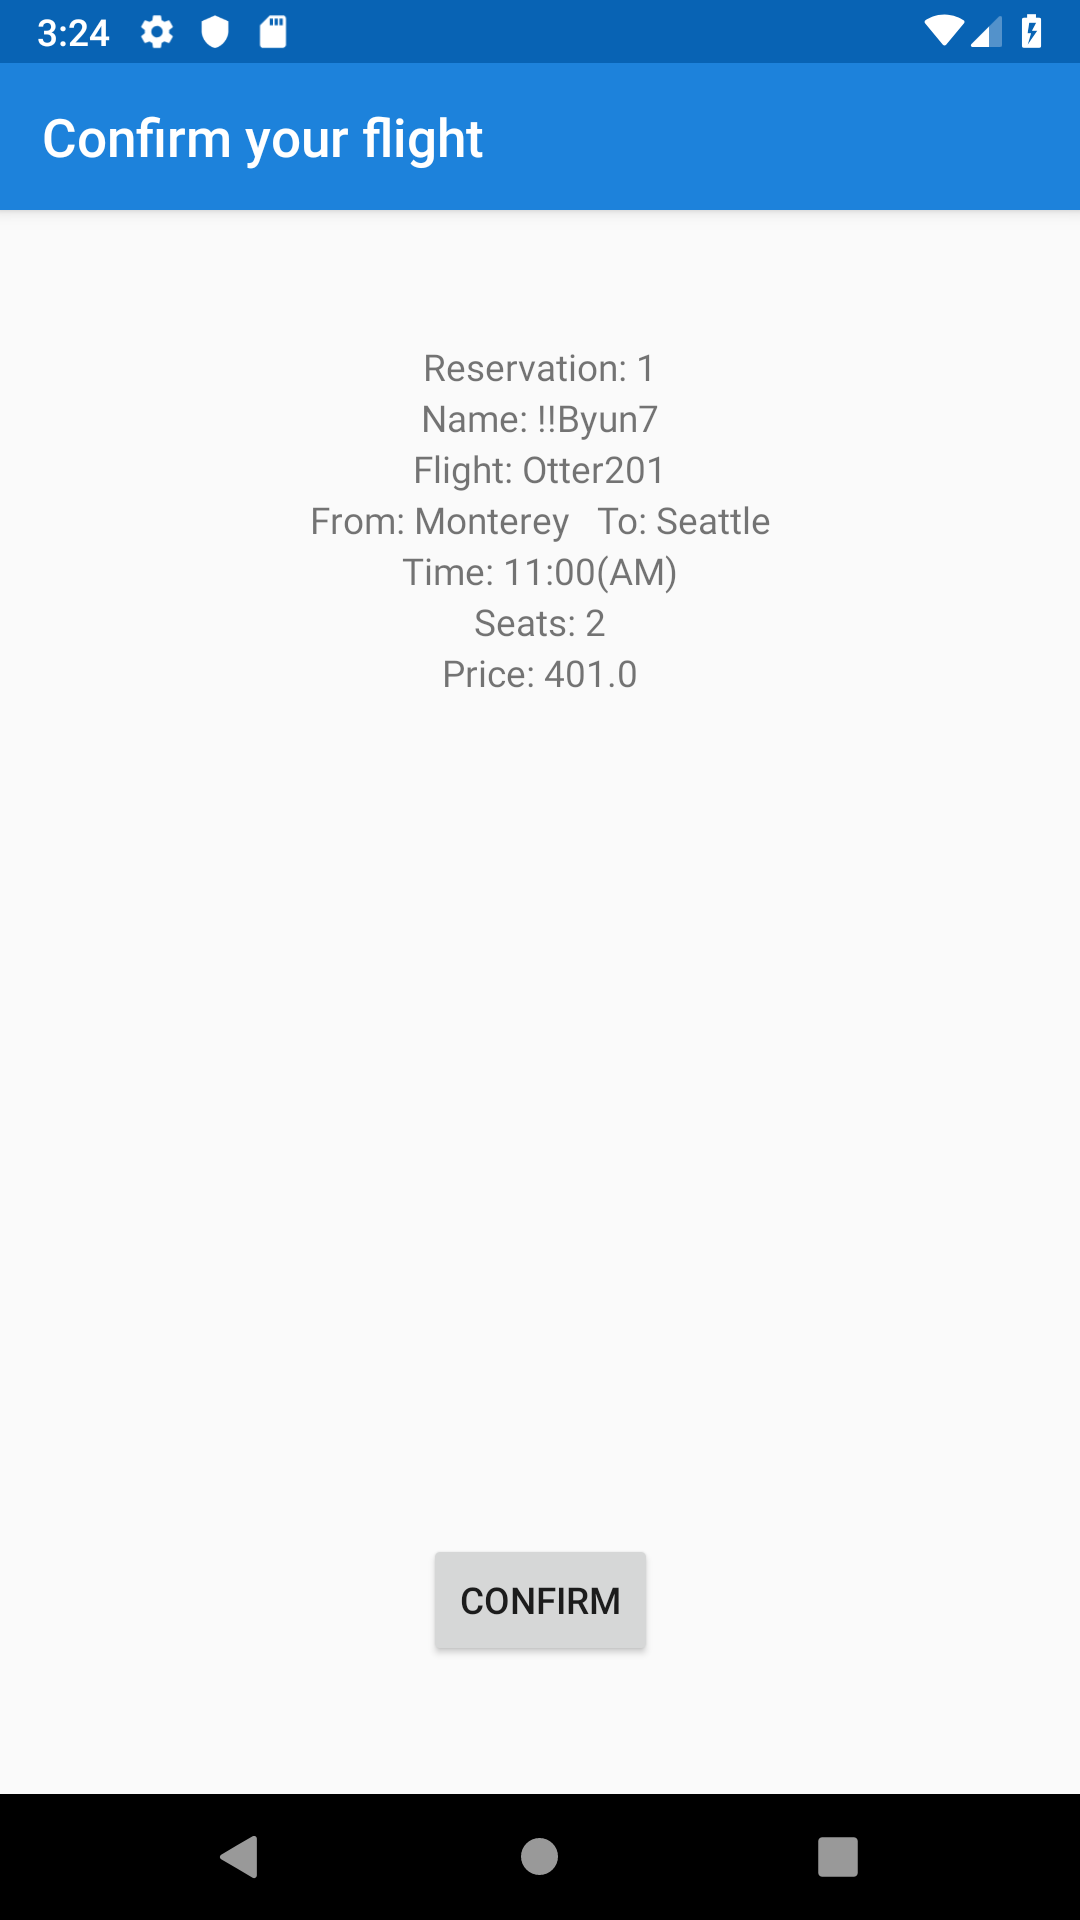 3:24
Confirm your flight
Reservation: 1
Name: !!Byun7
Flight: Otter201
From: Monterey   To: Seattle
Time: 11:00(AM)
Seats: 2
Price: 401.0
CONFIRM